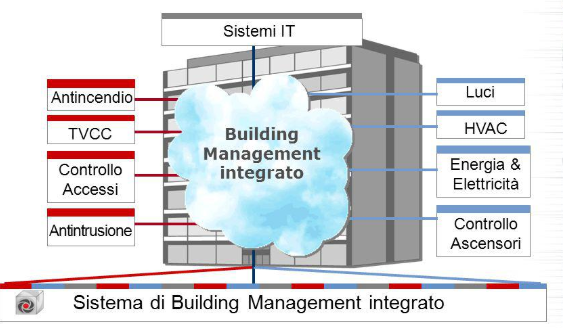 Sistemi IT
Antincendio
TVCC
Controllo
Accessi
Antintrusione
Building
Management
integrato
Luci
HVAC
Energia &
Elettricità
Controllo
Ascensori
Sistema di Building Management integrato